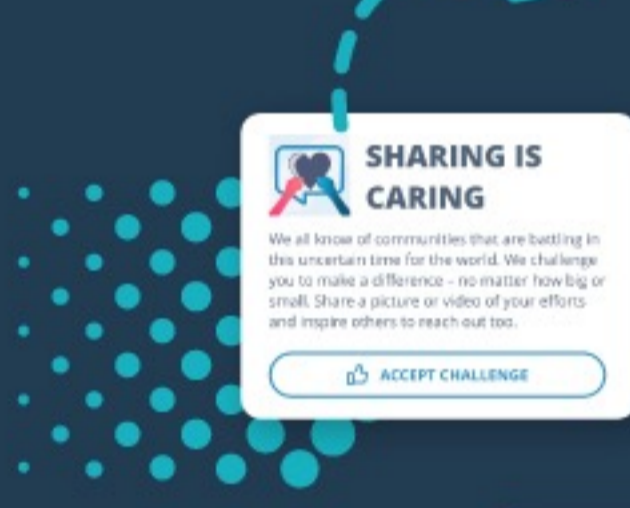 SHARING IS
CARING
We all know of communities that are battling in
this uncertain time for the world. We challenge
you to make a difference – no matter how big or
small. Share a picture or video of your efforts
and inspire others to reach out too.
ACCEPT CHALLENGE